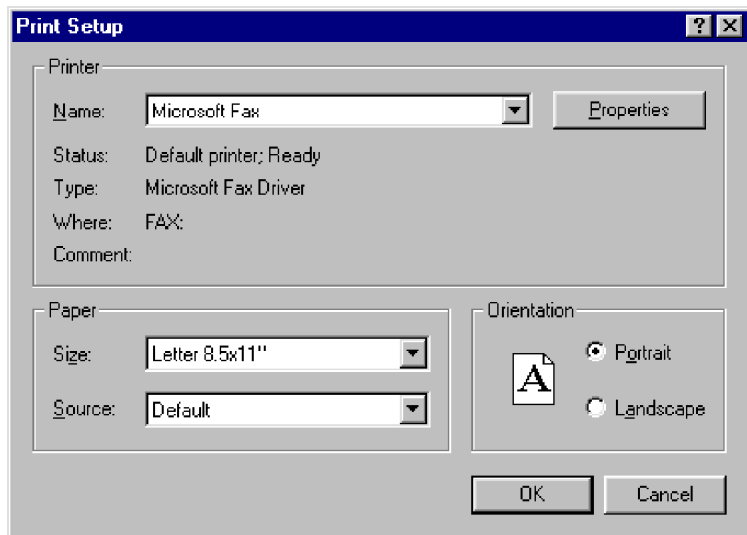 Print Setup
Printer
Name: Microsoft Fax Properties
Status: Default printer; Ready
Type: Microsoft Fax Driver
Where: FAX:
Comment:
Paper
Size: Letter 8.5x11"
Source: Default
Orientation
A
Portrait
Landscape
OK Cancel